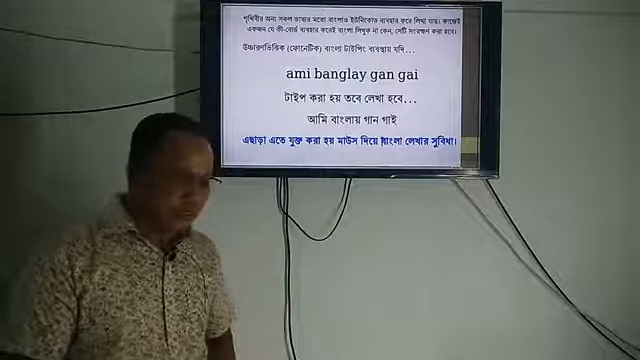 পৃথিবীর অন্য সকল ভাষার মতো বাংলাও ইউনিকোড ব্যবহার করে লিখা যায়। কাজেই
একজন যে কী-বোর্ড ব্যবহার করেই বাংলা লিখুক না কেন, সেটি সংরক্ষণ করা হবে।
উচ্চারণভিত্তিক (ফোনেটিক) বাংলা টাইপিং ব্যবস্থায় যদি...
ami banglay gan gai
টাইপ করা হয় তবে লেখা হবে...
আমি বাংলায় গান গাই
এছাড়া এতে যুক্ত করা হয় মাউস দিয়ে বাংলা লেখার সুবিধা।